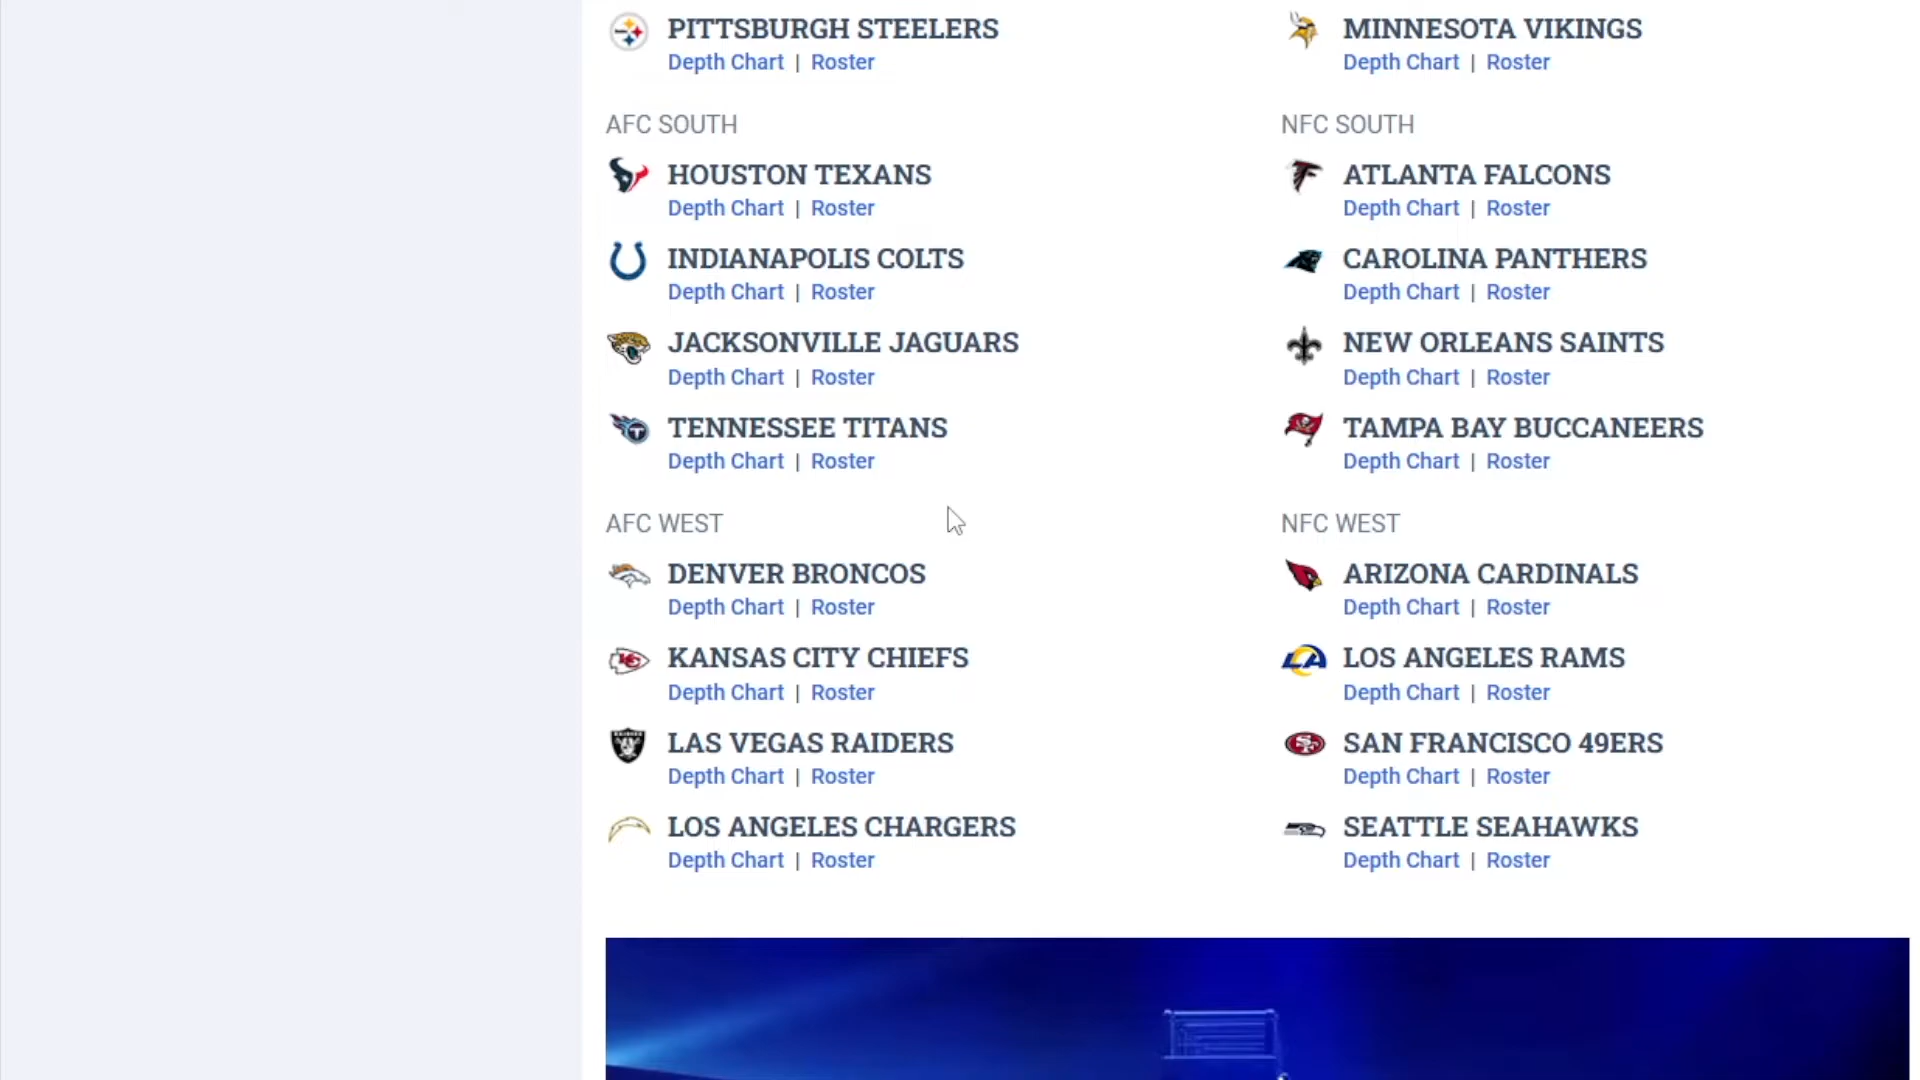 PITTSBURGH STEELERS
Depth Chart | Roster
AFC SOUTH
HOUSTON TEXANS
Depth Chart | Roster
INDIANAPOLIS COLTS
Depth Chart | Roster
JACKSONVILLE JAGUARS
Depth Chart | Roster
TENNESSEE TITANS
Depth Chart | Roster
AFC WEST
DENVER BRONCOS
Depth Chart | Roster
KANSAS CITY CHIEFS
Depth Chart | Roster
LAS VEGAS RAIDERS
Depth Chart | Roster
LOS ANGELES CHARGERS
Depth Chart | Roster
MINNESOTA VIKINGS
Depth Chart | Roster
NFC SOUTH
ATLANTA FALCONS
Depth Chart | Roster
CAROLINA PANTHERS
Depth Chart | Roster
NEW ORLEANS SAINTS
Depth Chart | Roster
TAMPA BAY BUCCANEERS
Depth Chart | Roster
NFC WEST
ARIZONA CARDINALS
Depth Chart | Roster
LOS ANGELES RAMS
Depth Chart | Roster
SAN FRANCISCO 49ERS
Depth Chart | Roster
SEATTLE SEAHAWKS
Depth Chart | Roster